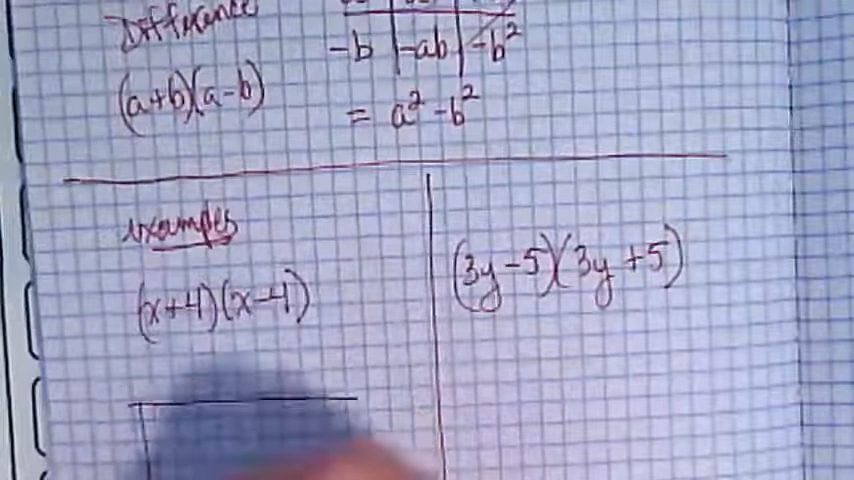 Difference
-b | -ab | -b²
(a+b)(a-b)
= a² - b²
examples
(x+4)(x-4)
(3y-5)(3y+5)